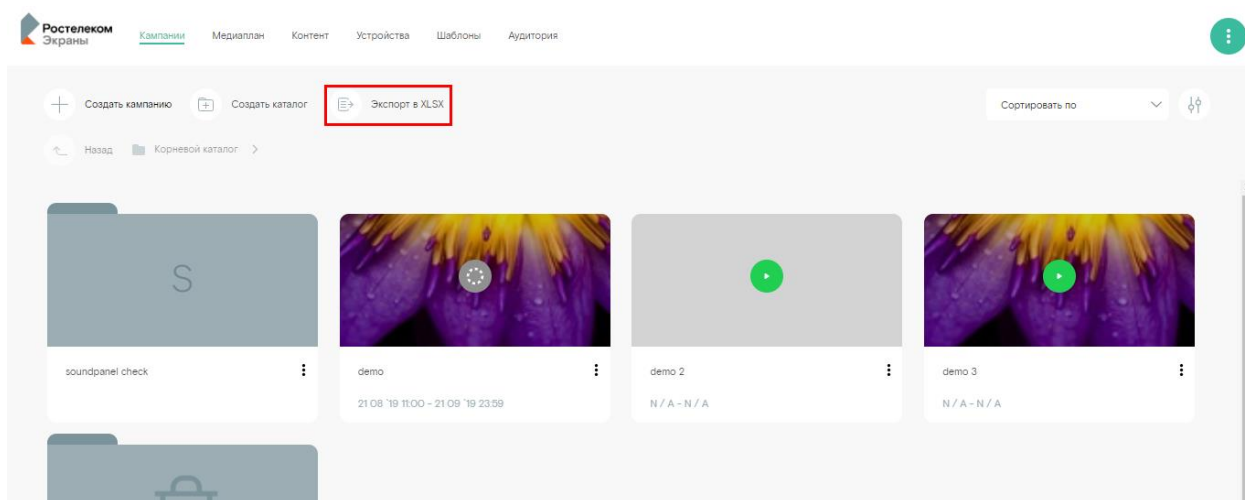 Ростелеком
Экраны
Кампании Медиаплан Контент Устройства Шаблоны Аудитория
Создать кампанию Создать каталог Экспорт в XLSX Сортировать по
Назад Корневой каталог
S
soundpanel check demo demo 2 demo 3
21 08 `19 11:00 - 21 09 `19 23:59 N / A - N / A N / A - N / A